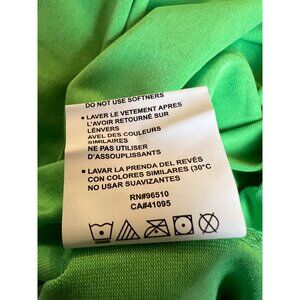 DO NOT USE SOFTNERS
• LAVER LE VETEMENT APRES
L'AVOIR RETOURNÉ SUR
LÉNVERS
AVEL DES COULEURS
SIMILAIRES
NE PAS UTILISER
D'ASSOUPLISSANTS
• LAVAR LA PRENDA DEL REVÉS
CON COLORES SIMILARES (30°C
NO USAR SUAVIZANTES
RN#96510
CA#41095